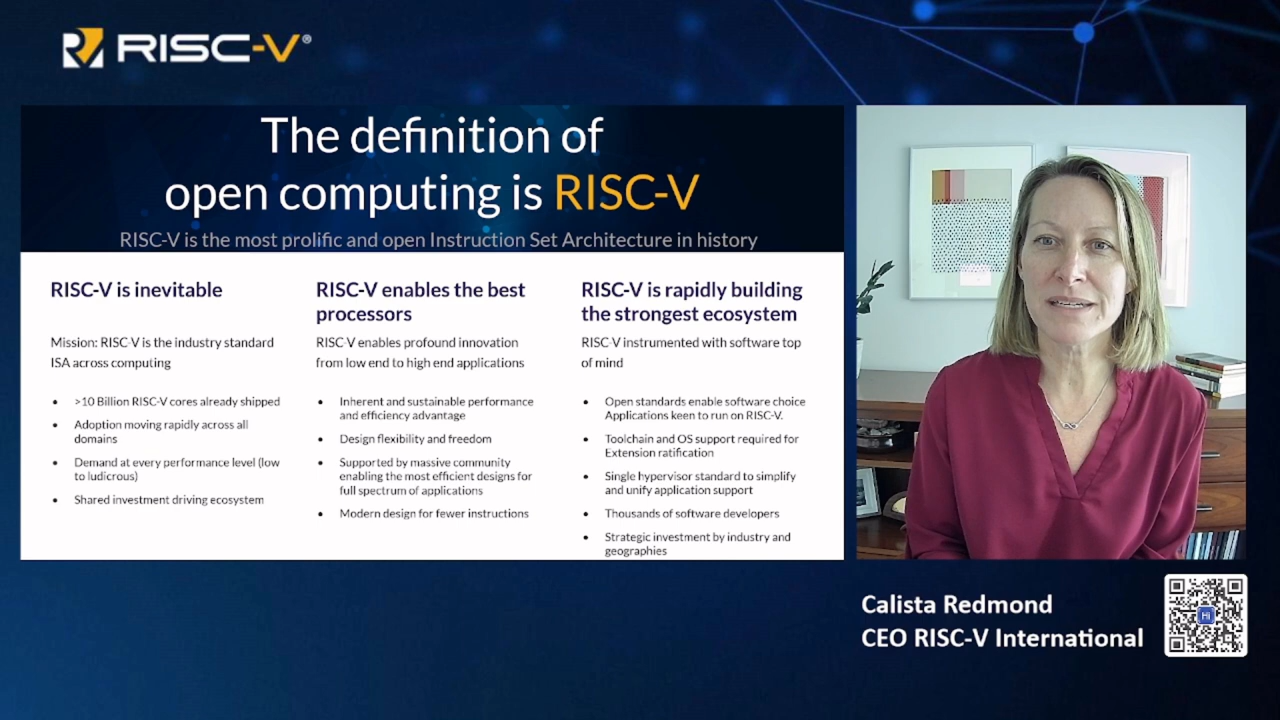 RISC-V®
The definition of
open computing is RISC-V
RISC-V is the most prolific and open Instruction Set Architecture in history
RISC-V is inevitable
Mission: RISC-V is the industry standard
ISA across computing
>10 Billion RISC-V cores already shipped
Adoption moving rapidly across all
domains
Demand at every performance level (low
to ludicrous)
Shared investment driving ecosystem
RISC-V enables the best
processors
RISC-V enables profound innovation
from low end to high end applications
Inherent and sustainable performance
and efficiency advantage
Design flexibility and freedom
Supported by massive community
enabling the most efficient designs for
full spectrum of applications
Modern design for fewer instructions
RISC-V is rapidly building
the strongest ecosystem
RISC-V instrumented with software top
of mind
Open standards enable software choice
Applications keen to run on RISC-V.
Toolchain and OS support required for
Extension ratification
Single hypervisor standard to simplify
and unify application support
Thousands of software developers
Strategic investment by industry and
geographies
Calista Redmond
CEO RISC-V International
Hi